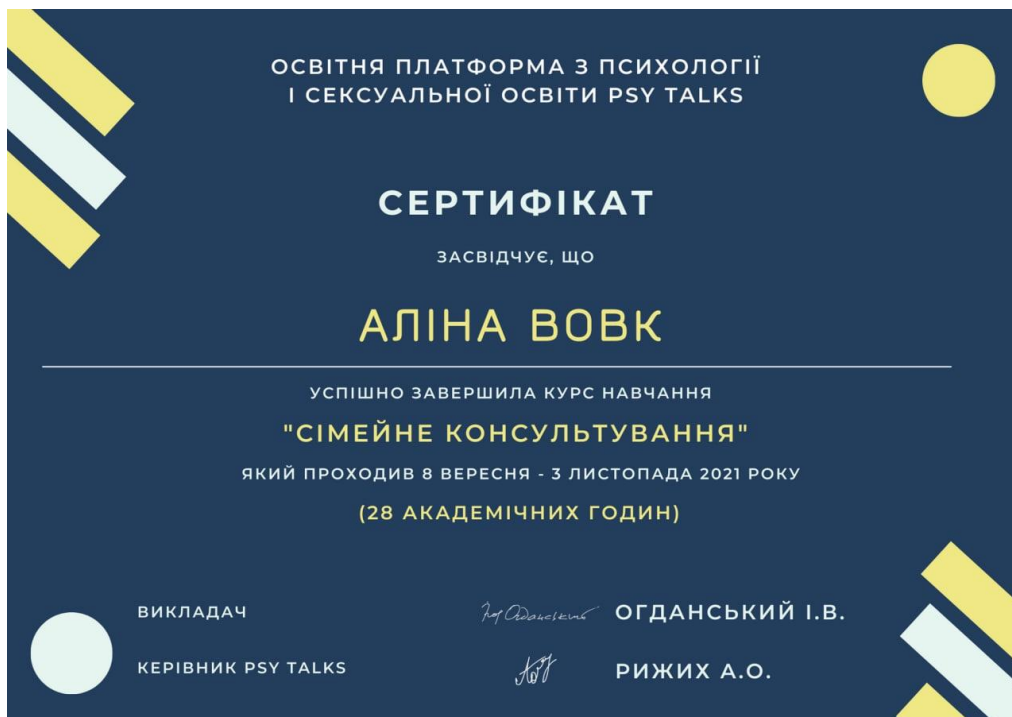 ОСВІТНЯ ПЛАТФОРМА З ПСИХОЛОГІЇ
І СЕКСУАЛЬНОЇ ОСВІТИ PSY TALKS
СЕРТИФІКАТ
ЗАСВІДЧУЄ, ЩО
АЛІНА ВОВК
УСПІШНО ЗАВЕРШИЛА КУРС НАВЧАННЯ
"СІМЕЙНЕ КОНСУЛЬТУВАННЯ"
ЯКИЙ ПРОХОДИВ 8 ВЕРЕСНЯ - 3 ЛИСТОПАДА 2021 РОКУ
(28 АКАДЕМІЧНИХ ГОДИН)
ВИКЛАДАЧ ОГДАНСЬКИЙ І.В.
КЕРІВНИК PSY TALKS РИЖИХ А.О.